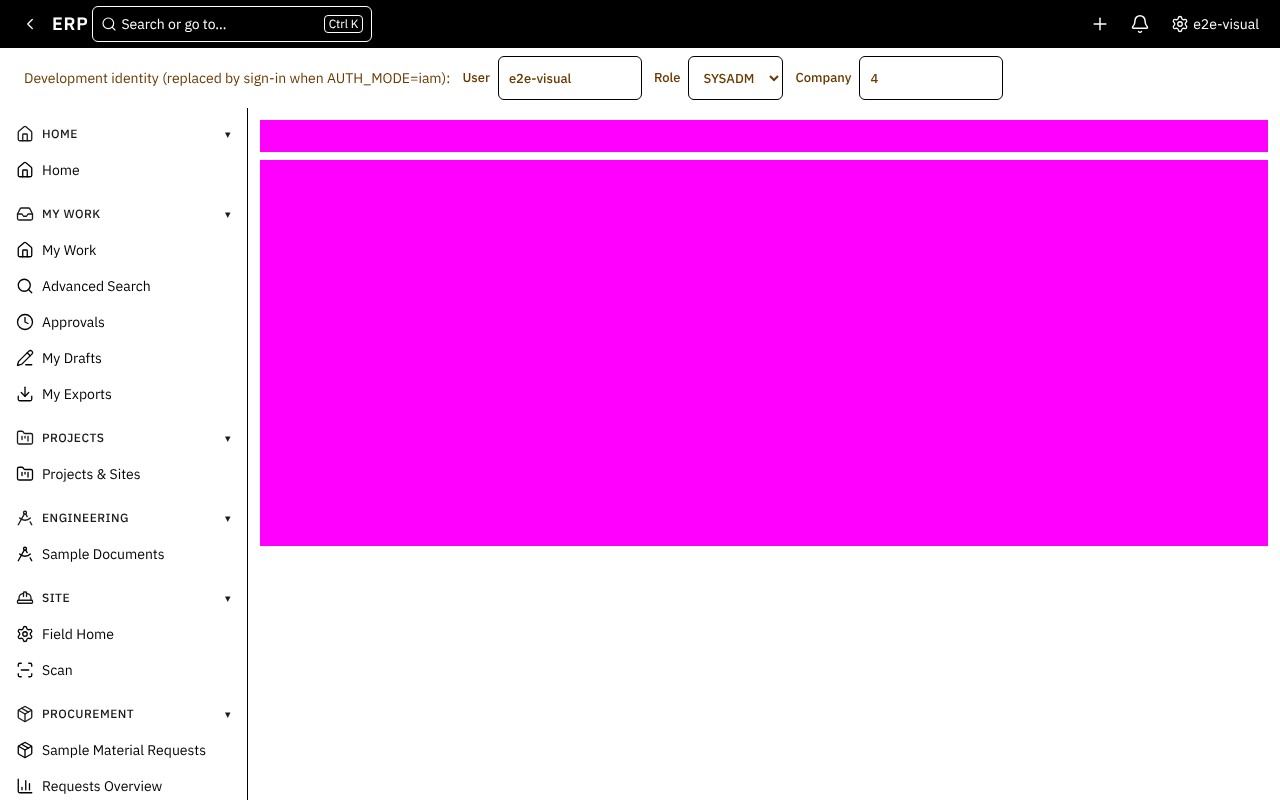 ERP Search or go to... Ctrl K e2e-visual
Development identity (replaced by sign-in when AUTH_MODE=iam): User e2e-visual Role SYSADM Company 4
HOME
Home
MY WORK
My Work
Advanced Search
Approvals
My Drafts
My Exports
PROJECTS
Projects & Sites
ENGINEERING
Sample Documents
SITE
Field Home
Scan
PROCUREMENT
Sample Material Requests
Requests Overview